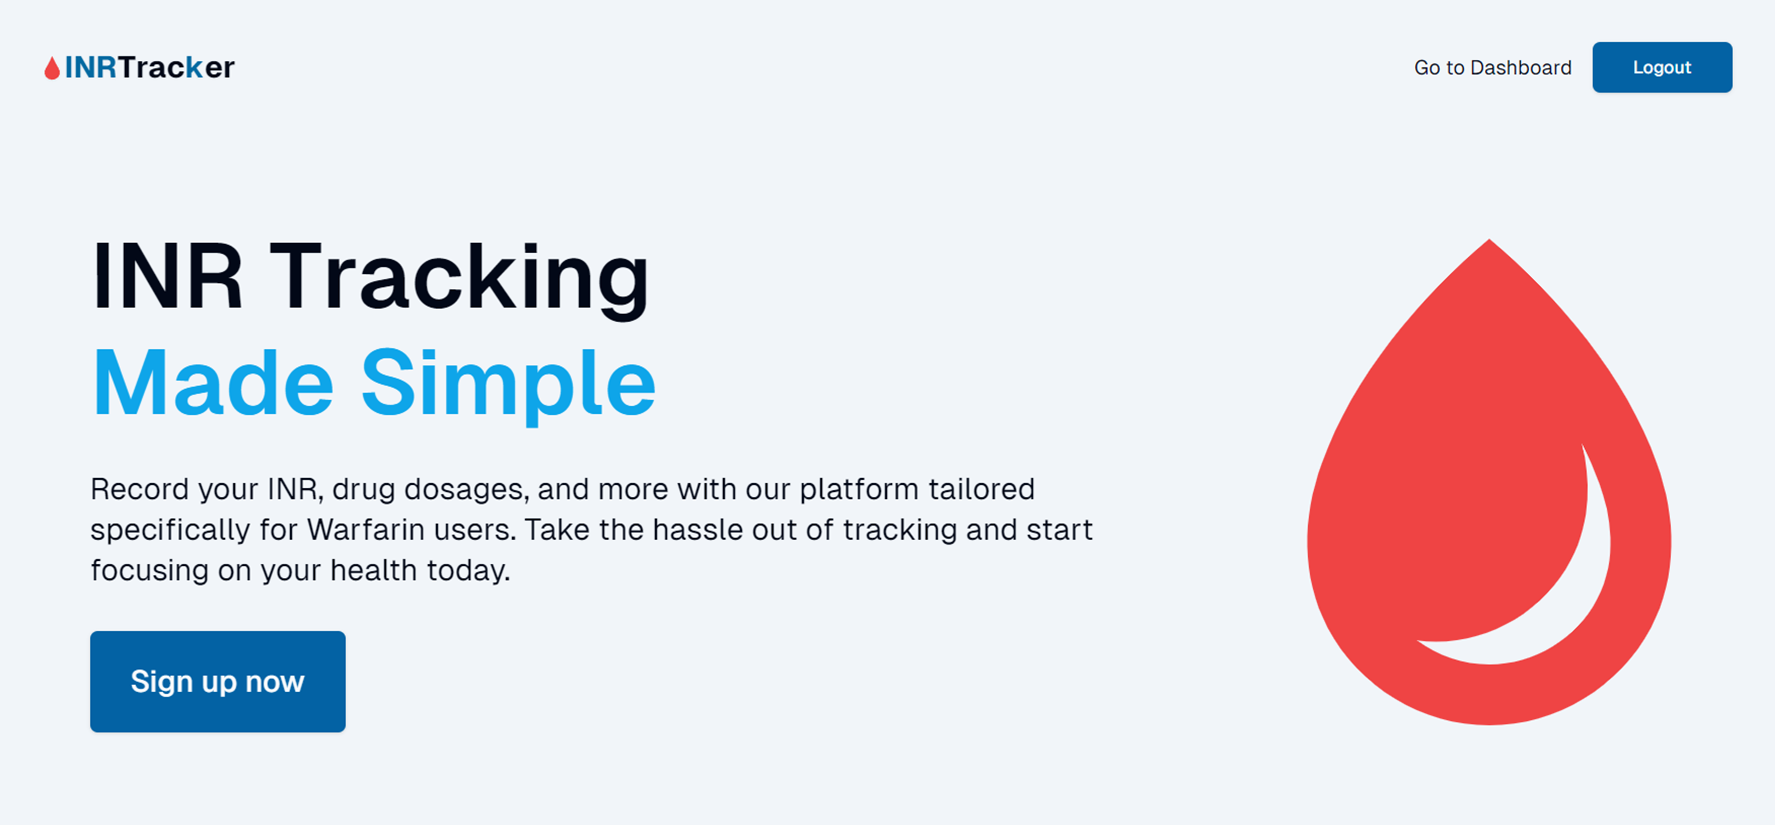 INRTracker
Go to Dashboard
Logout
INR Tracking
Made Simple
Record your INR, drug dosages, and more with our platform tailored
specifically for Warfarin users. Take the hassle out of tracking and start
focusing on your health today.
Sign up now